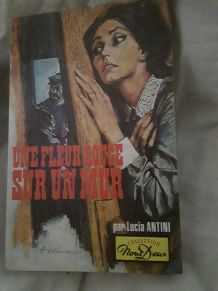 UNE FLEUR ROUGE
SUR UN MUR
par Lucia ANTINI
COLLECTION
Nous Deux